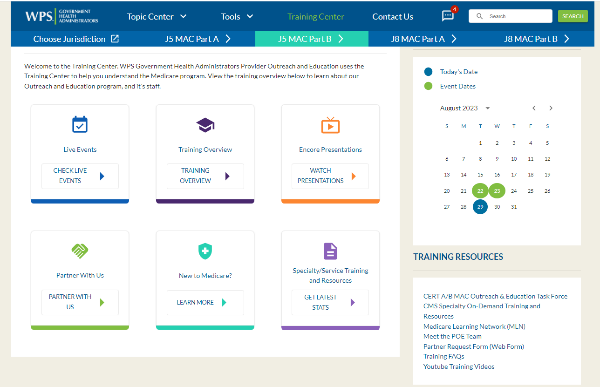 WPS GOVERNMENT HEALTH ADMINISTRATORS
Topic Center
Tools
Training Center
Contact Us
4
Search
SEARCH
Choose Jurisdiction
J5 MAC Part A
J5 MAC Part B
J8 MAC Part A
J8 MAC Part B
Welcome to the Training Center. WPS Government Health Administrators Provider Outreach and Education uses the
Training Center to help you understand the Medicare program. View the training overview below to learn about our
Outreach and Education program, and it's staff.
Live Events
CHECK LIVE
EVENTS
Training Overview
TRAINING
OVERVIEW
Encore Presentations
WATCH
PRESENTATIONS
Partner With Us
PARTNER WITH
US
New to Medicare?
LEARN MORE
Specialty/Service Training
and Resources
GET LATEST
STATS
Today's Date
Event Dates
August 2023
S M T W T F S
1 2 3 4 5
6 7 8 9 10 11 12
13 14 15 16 17 18 19
20 21 22 23 24 25 26
27 28 29 30 31
TRAINING RESOURCES
CERT A/B MAC Outreach & Education Task Force
CMS Specialty On-Demand Training and
Resources
Medicare Learning Network (MLN)
Meet the POE Team
Partner Request Form (Web Form)
Training FAQs
Youtube Training Videos